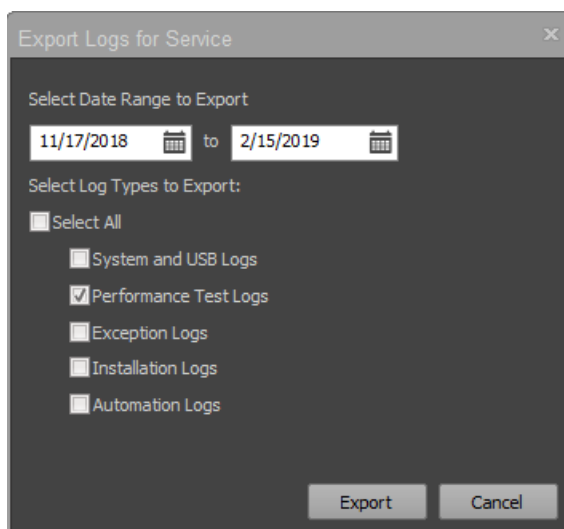 Export Logs for Service
Select Date Range to Export
11/17/2018 to 2/15/2019
Select Log Types to Export:
Select All
System and USB Logs
Performance Test Logs
Exception Logs
Installation Logs
Automation Logs
Export Cancel